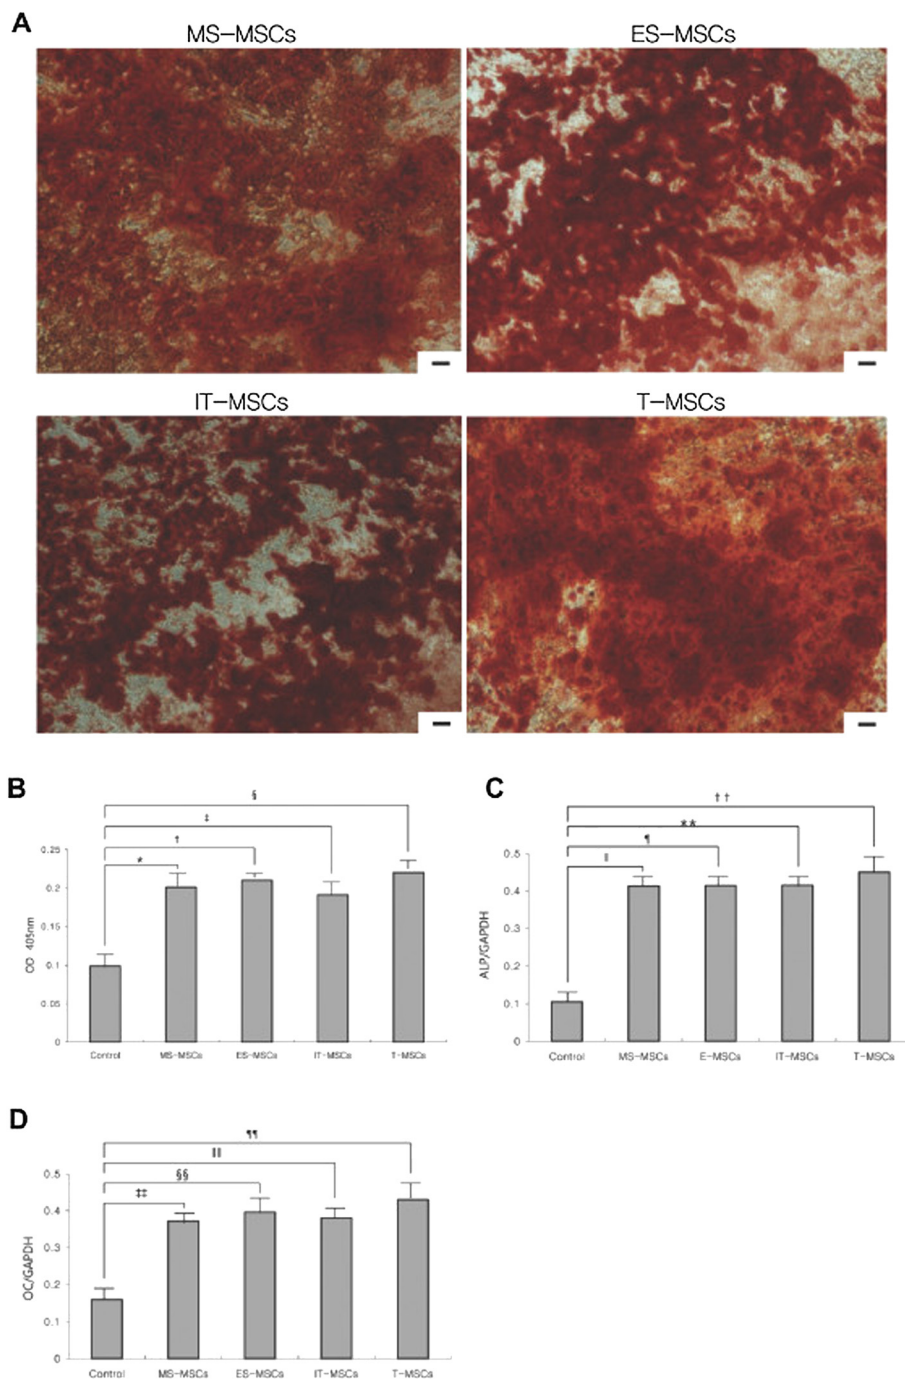 A
MS-MSCs
ES-MSCs
IT-MSCs
T-MSCs
B
§
‡
†
*
0.25
0.2
0.15
0.1
0.05
0
OD 405nm
Control
MS-MSCs
ES-MSCs
IT-MSCs
T-MSCs
C
† †
**
¶
‖
0.5
0.4
0.3
0.2
0.1
0
ALP/GAPDH
Control
MS-MSCs
E-MSCs
IT-MSCs
T-MSCs
D
¶¶
‖‖
§§
‡‡
0.5
0.4
0.3
0.2
0.1
0
OC/GAPDH
Control
MS-MSCs
ES-MSCs
IT-MSCs
T-MSCs